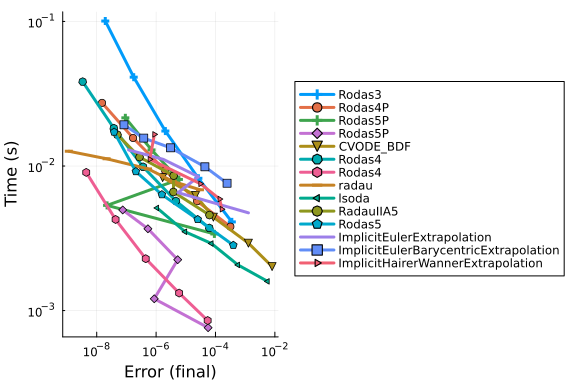 10⁻¹
10⁻²
10⁻³
Time (s)
10⁻⁸
10⁻⁶
10⁻⁴
10⁻²
Error (final)
Rodas3
Rodas4P
Rodas5P
Rodas5P
CVODE_BDF
Rodas4
Rodas4
radau
lsoda
RadauIIA5
Rodas5
ImplicitEulerExtrapolation
ImplicitEulerBarycentricExtrapolation
ImplicitHairerWannerExtrapolation